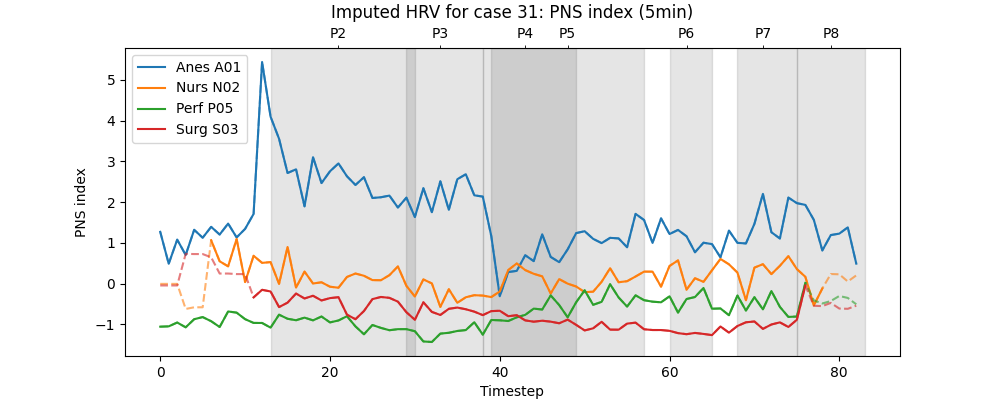 Imputed HRV for case 31: PNS index (5min)
P2 P3 P4 P5 P6 P7 P8
Anes A01
Nurs N02
Perf P05
Surg S03
PNS index
5
4
3
2
1
0
−1
0 20 40 60 80
Timestep